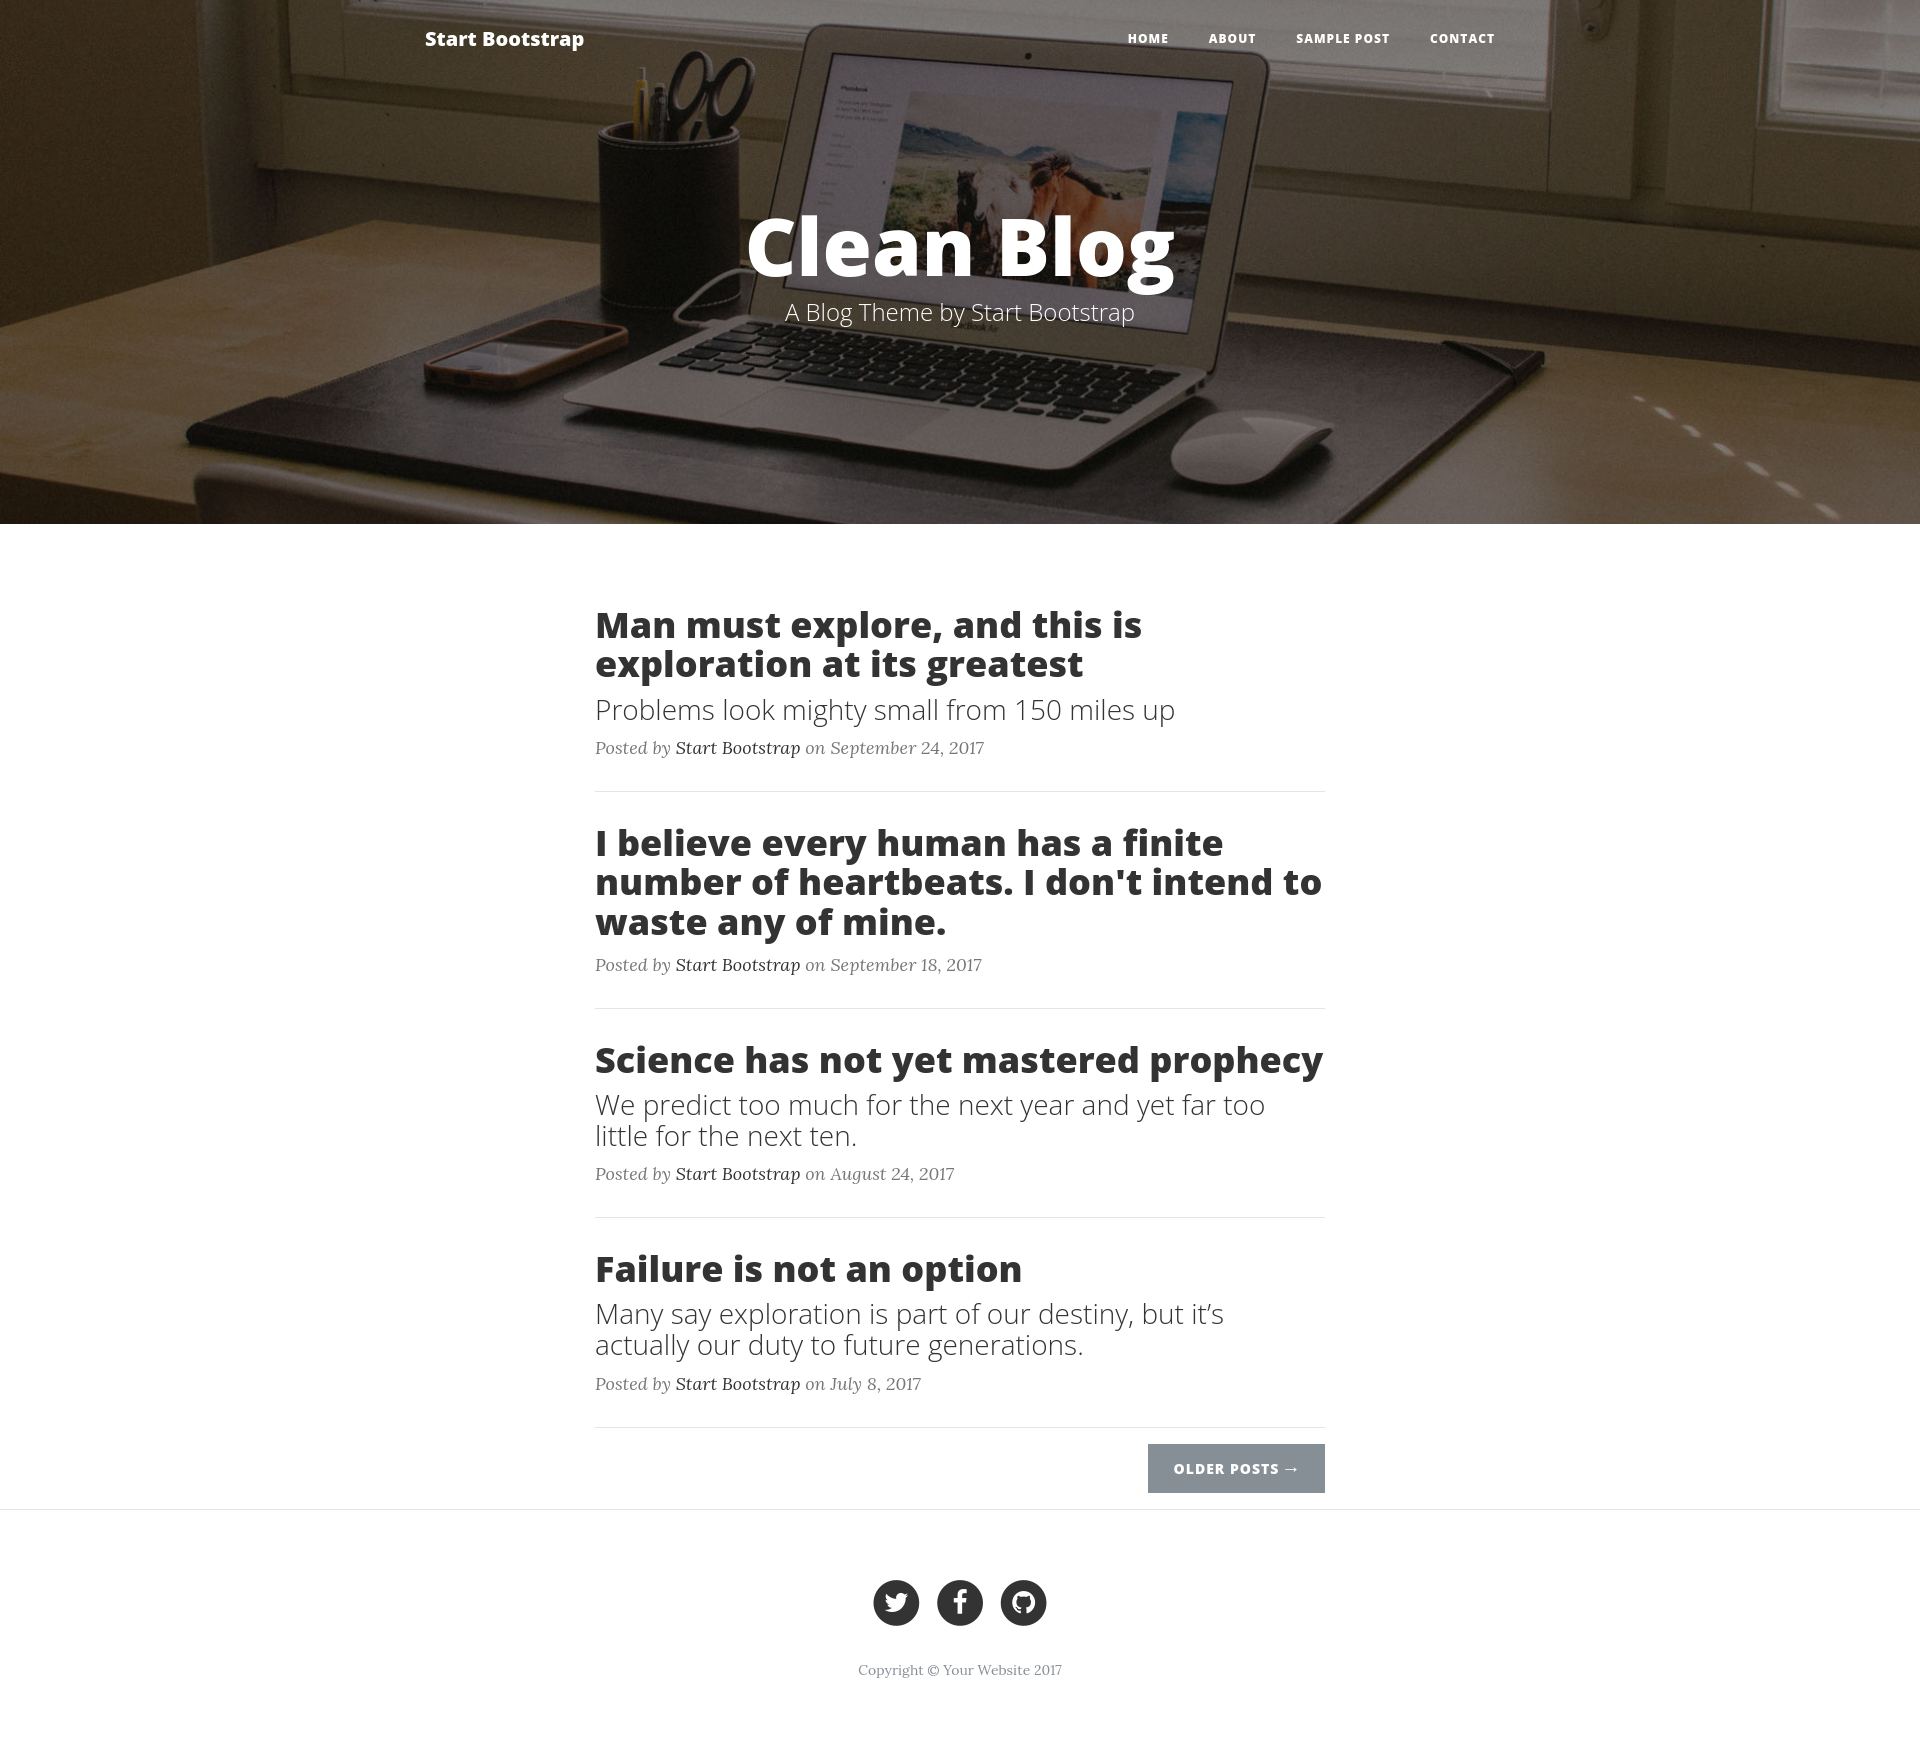 Start Bootstrap
HOME ABOUT SAMPLE POST CONTACT
Clean Blog
A Blog Theme by Start Bootstrap
Man must explore, and this is
exploration at its greatest
Problems look mighty small from 150 miles up
Posted by Start Bootstrap on September 24, 2017
I believe every human has a finite
number of heartbeats. I don't intend to
waste any of mine.
Posted by Start Bootstrap on September 18, 2017
Science has not yet mastered prophecy
We predict too much for the next year and yet far too
little for the next ten.
Posted by Start Bootstrap on August 24, 2017
Failure is not an option
Many say exploration is part of our destiny, but it’s
actually our duty to future generations.
Posted by Start Bootstrap on July 8, 2017
OLDER POSTS →
Copyright © Your Website 2017